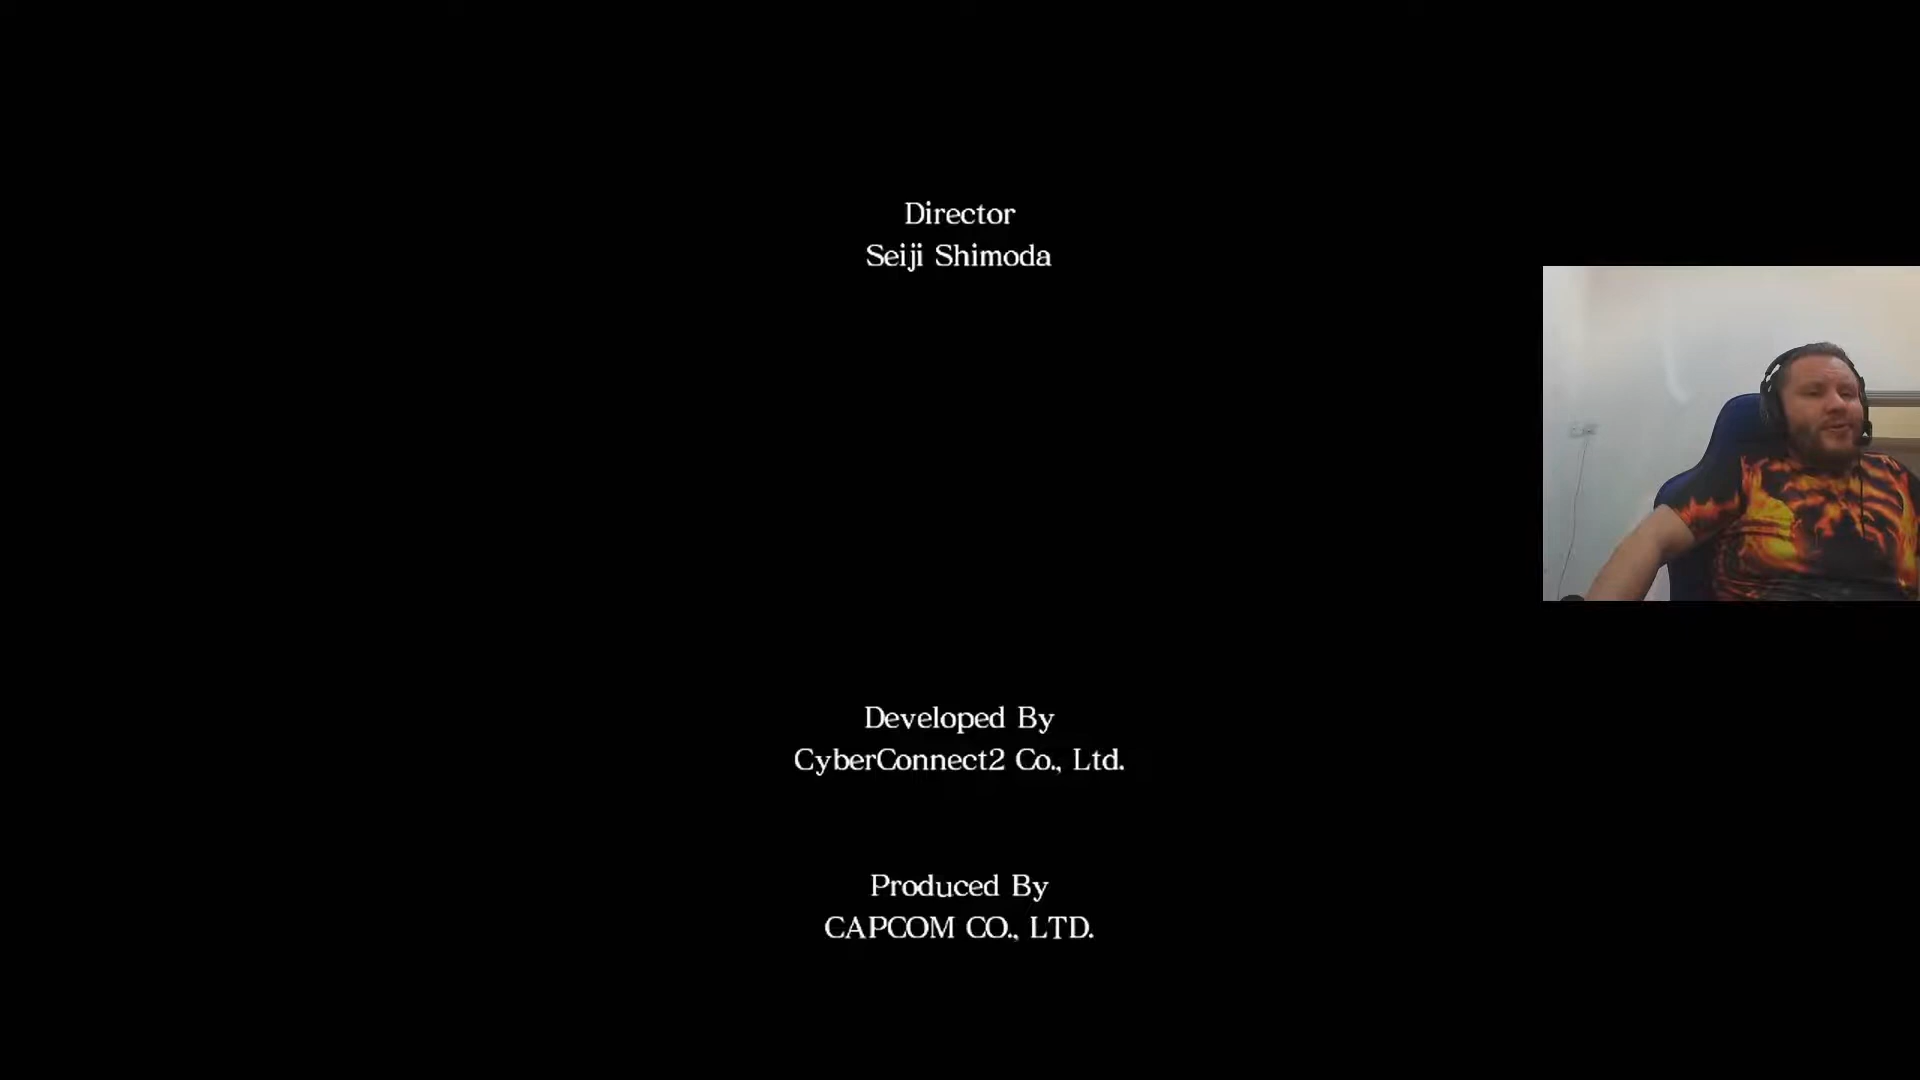 Director
Seiji Shimoda
Developed By
CyberConnect2 Co., Ltd.
Produced By
CAPCOM CO., LTD.